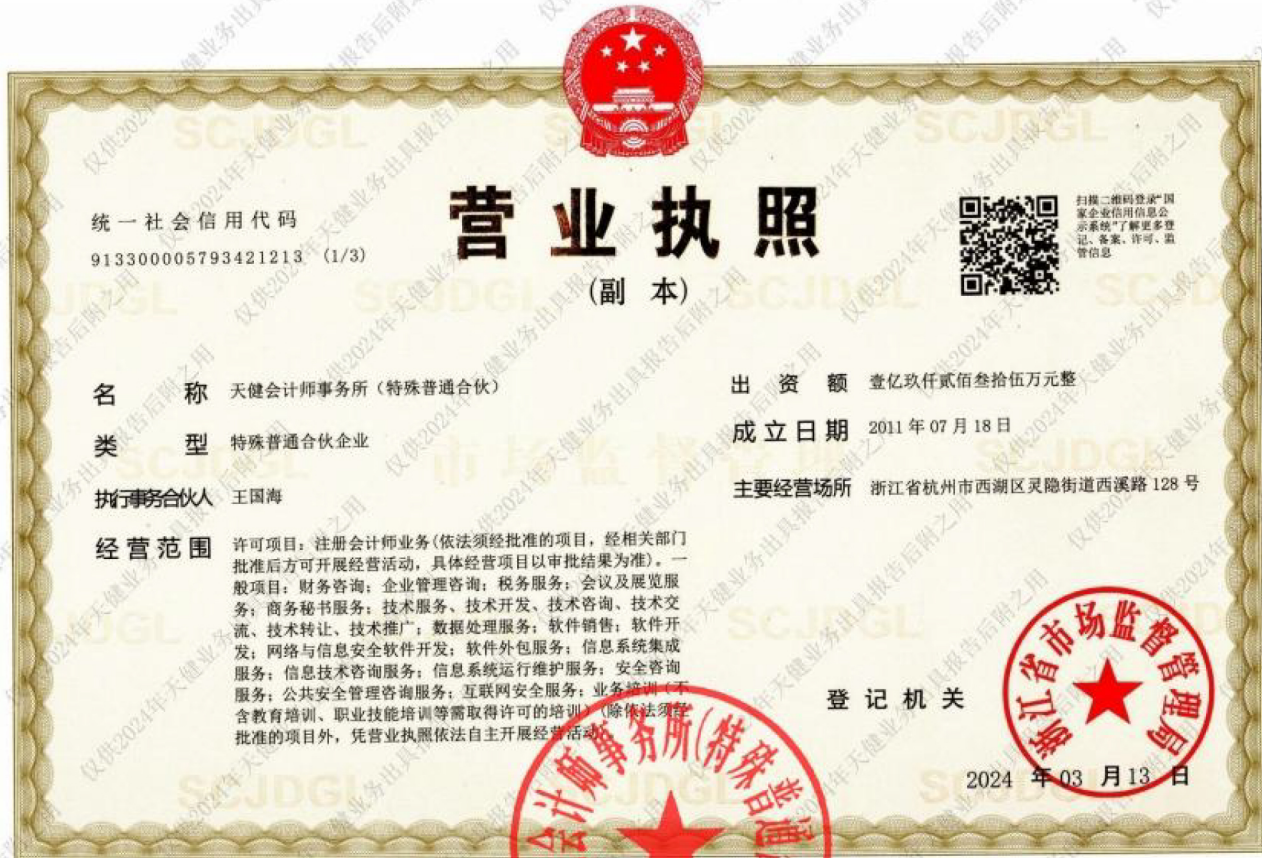 营业执照
(副 本)
统一社会信用代码
913300005793421213 (1/3)
扫描二维码登录“国
家企业信用信息公
示系统”了解更多登
记、备案、许可、监
管信息
名 称 天健会计师事务所（特殊普通合伙）
类 型 特殊普通合伙企业
执行事务合伙人 王国海
经营范围 许可项目：注册会计师业务(依法须经批准的项目，经相关部门
批准后方可开展经营活动，具体经营项目以审批结果为准)。一
般项目：财务咨询；企业管理咨询；税务服务；会议及展览服
务；商务秘书服务；技术服务、技术开发、技术咨询、技术交
流、技术转让、技术推广；数据处理服务；软件销售；软件开
发；网络与信息安全软件开发；软件外包服务；信息系统集成
服务；信息技术咨询服务；信息系统运行维护服务；安全咨询
服务；公共安全管理咨询服务；互联网安全服务；业务培训（不
含教育培训、职业技能培训等需取得许可的培训）(除依法须经
批准的项目外，凭营业执照依法自主开展经营活动)。
出 资 额 壹亿玖仟贰佰叁拾伍万元整
成立日期 2011 年 07 月 18 日
主要经营场所 浙江省杭州市西湖区灵隐街道西溪路 128 号
登记机关
浙江省市场监督管理局
2024 年 03 月 13 日
会计师事务所(特殊普通
市场监督管理
SCJDGL
仅供2024年天健业务出具报告后附之用